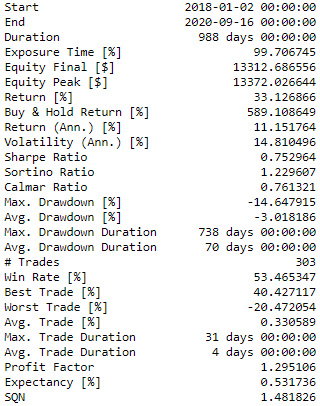 Start 2018-01-02 00:00:00
End 2020-09-16 00:00:00
Duration 988 days 00:00:00
Exposure Time [%] 99.706745
Equity Final [$] 13312.686556
Equity Peak [$] 13372.026644
Return [%] 33.126866
Buy & Hold Return [%] 589.108649
Return (Ann.) [%] 11.151764
Volatility (Ann.) [%] 14.810496
Sharpe Ratio 0.752964
Sortino Ratio 1.229607
Calmar Ratio 0.761321
Max. Drawdown [%] -14.647915
Avg. Drawdown [%] -3.018186
Max. Drawdown Duration 738 days 00:00:00
Avg. Drawdown Duration 70 days 00:00:00
# Trades 303
Win Rate [%] 53.465347
Best Trade [%] 40.427117
Worst Trade [%] -20.472054
Avg. Trade [%] 0.330589
Max. Trade Duration 31 days 00:00:00
Avg. Trade Duration 4 days 00:00:00
Profit Factor 1.295106
Expectancy [%] 0.531736
SQN 1.481826